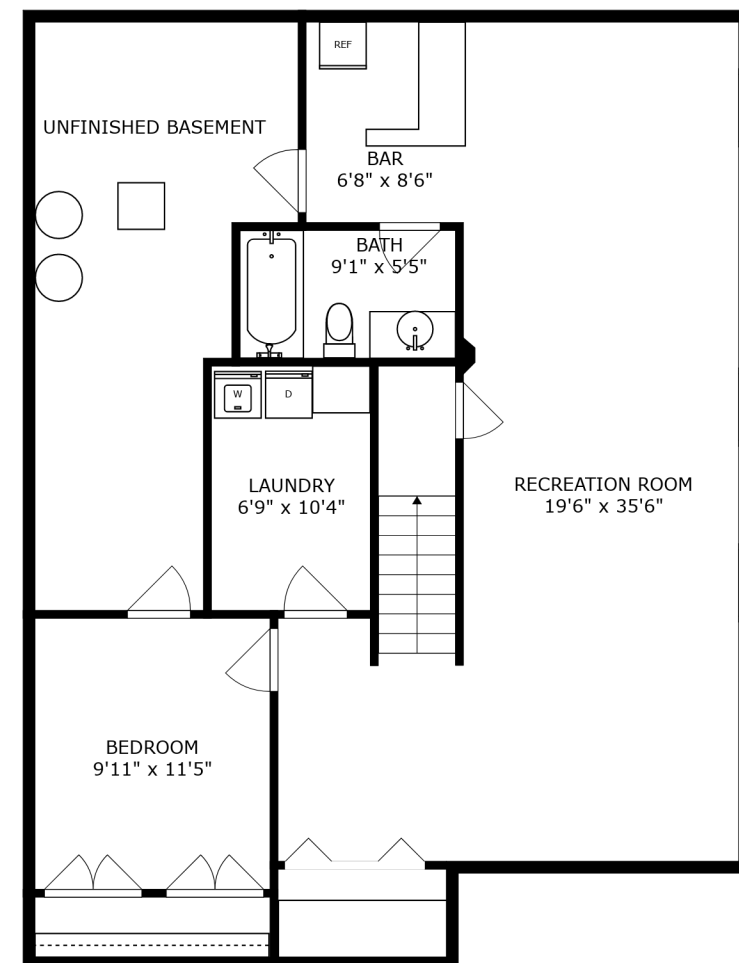 REF
UNFINISHED BASEMENT
BAR
6'8" x 8'6"
BATH
9'1" x 5'5"
W
D
LAUNDRY
6'9" x 10'4"
RECREATION ROOM
19'6" x 35'6"
BEDROOM
9'11" x 11'5"